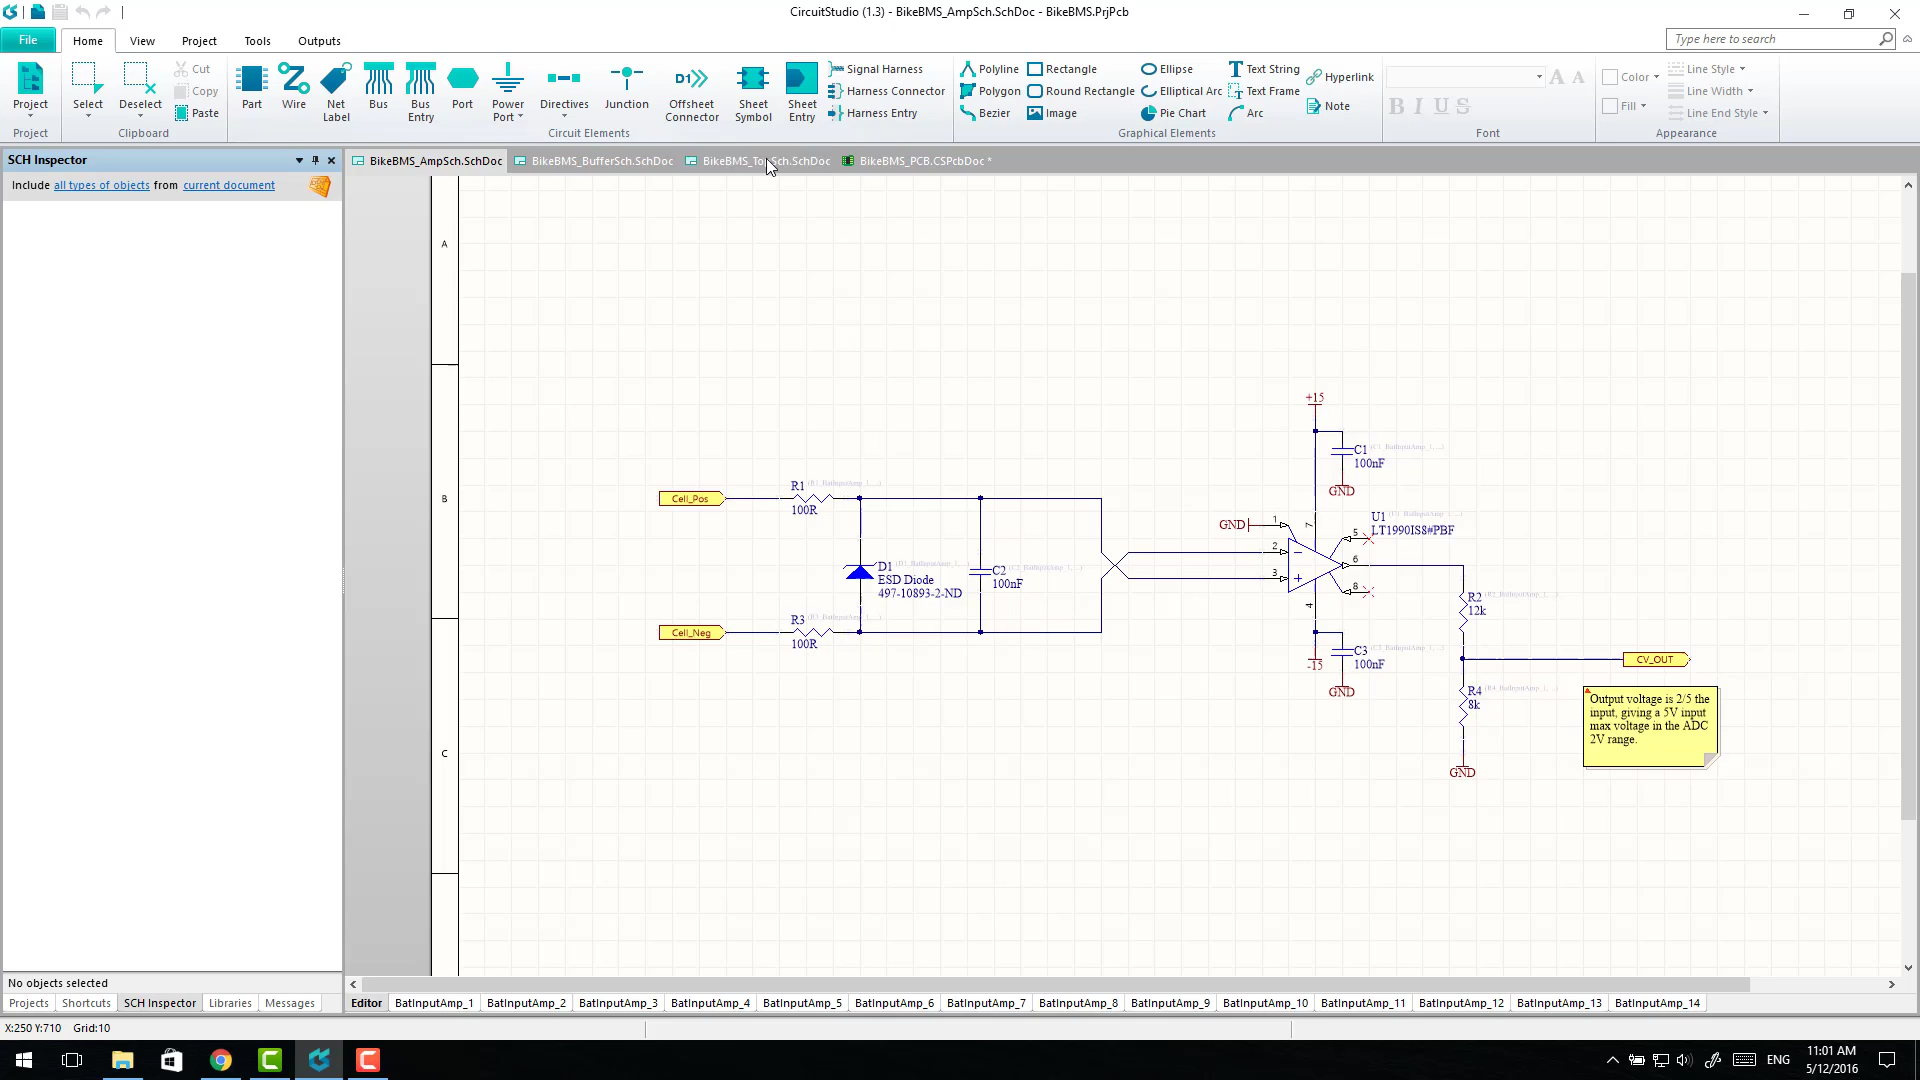 CircuitStudio (1.3) - BikeBMS_AmpSch.SchDoc - BikeBMS.PrjPcb
File Home View Project Tools Outputs
Type here to search
Project
Select
Deselect
Cut
Copy
Paste
Part
Wire
Net Label
Bus
Bus Entry
Port
Power Port
Directives
Junction
Offsheet Connector
Sheet Symbol
Sheet Entry
Signal Harness
Harness Connector
Harness Entry
Polyline
Polygon
Bezier
Rectangle
Round Rectangle
Image
Ellipse
Elliptical Arc
Pie Chart
Text String
Text Frame
Arc
Hyperlink
Note
A A
B I U S
Color
Fill
Line Style
Line Width
Line End Style
Project Clipboard Circuit Elements Graphical Elements Font Appearance
SCH Inspector
Include all types of objects from current document
BikeBMS_AmpSch.SchDoc BikeBMS_BufferSch.SchDoc BikeBMS_TopSch.SchDoc BikeBMS_PCB.CSPcbDoc *
A
B
C
+15
C1
100nF
GND
Cell_Pos
R1
100R
GND
1
7
2
3
4
5
6
8
U1
LT1990IS8#PBF
D1
ESD Diode
497-10893-2-ND
C2
100nF
R2
12k
Cell_Neg
R3
100R
-15
C3
100nF
GND
CV_OUT
R4
8k
GND
Output voltage is 2/5 the
input, giving a 5V input
max voltage in the ADC
2V range.
No objects selected
Projects Shortcuts SCH Inspector Libraries Messages
Editor BatInputAmp_1 BatInputAmp_2 BatInputAmp_3 BatInputAmp_4 BatInputAmp_5 BatInputAmp_6 BatInputAmp_7 BatInputAmp_8 BatInputAmp_9 BatInputAmp_10 BatInputAmp_11 BatInputAmp_12 BatInputAmp_13 BatInputAmp_14
X:250 Y:710 Grid:10
ENG
11:01 AM
5/12/2016